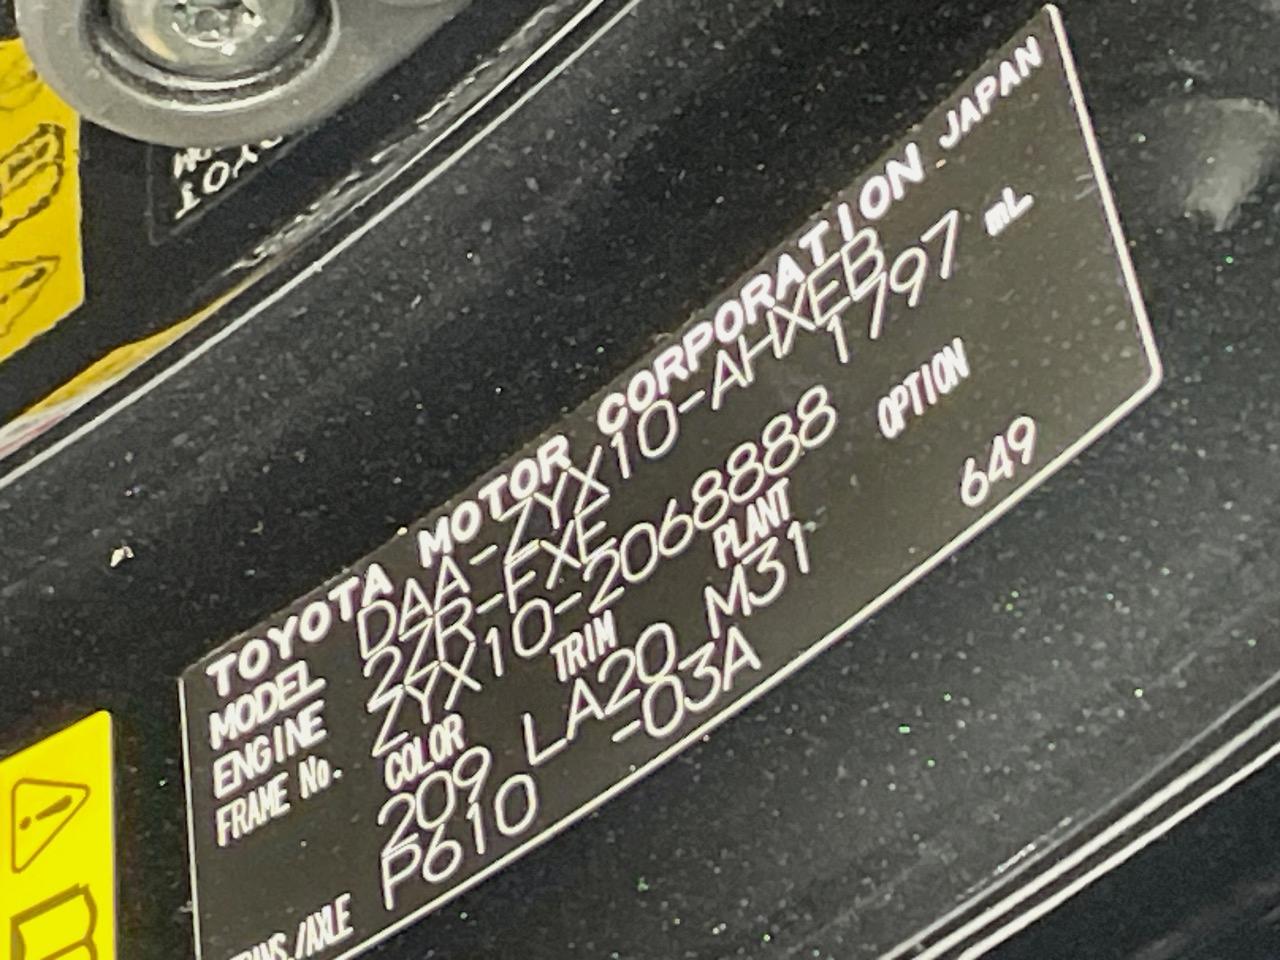 TOYOTA MOTOR CORPORATION JAPAN
MODEL DAA-ZYX10-AHXEB
ENGINE 2ZR-FXE 1797 mL
FRAME No. ZYX10-2068888
COLOR TRIM PLANT OPTION
209 LA20 M31 649
P610 -03A
TRANS./AXLE